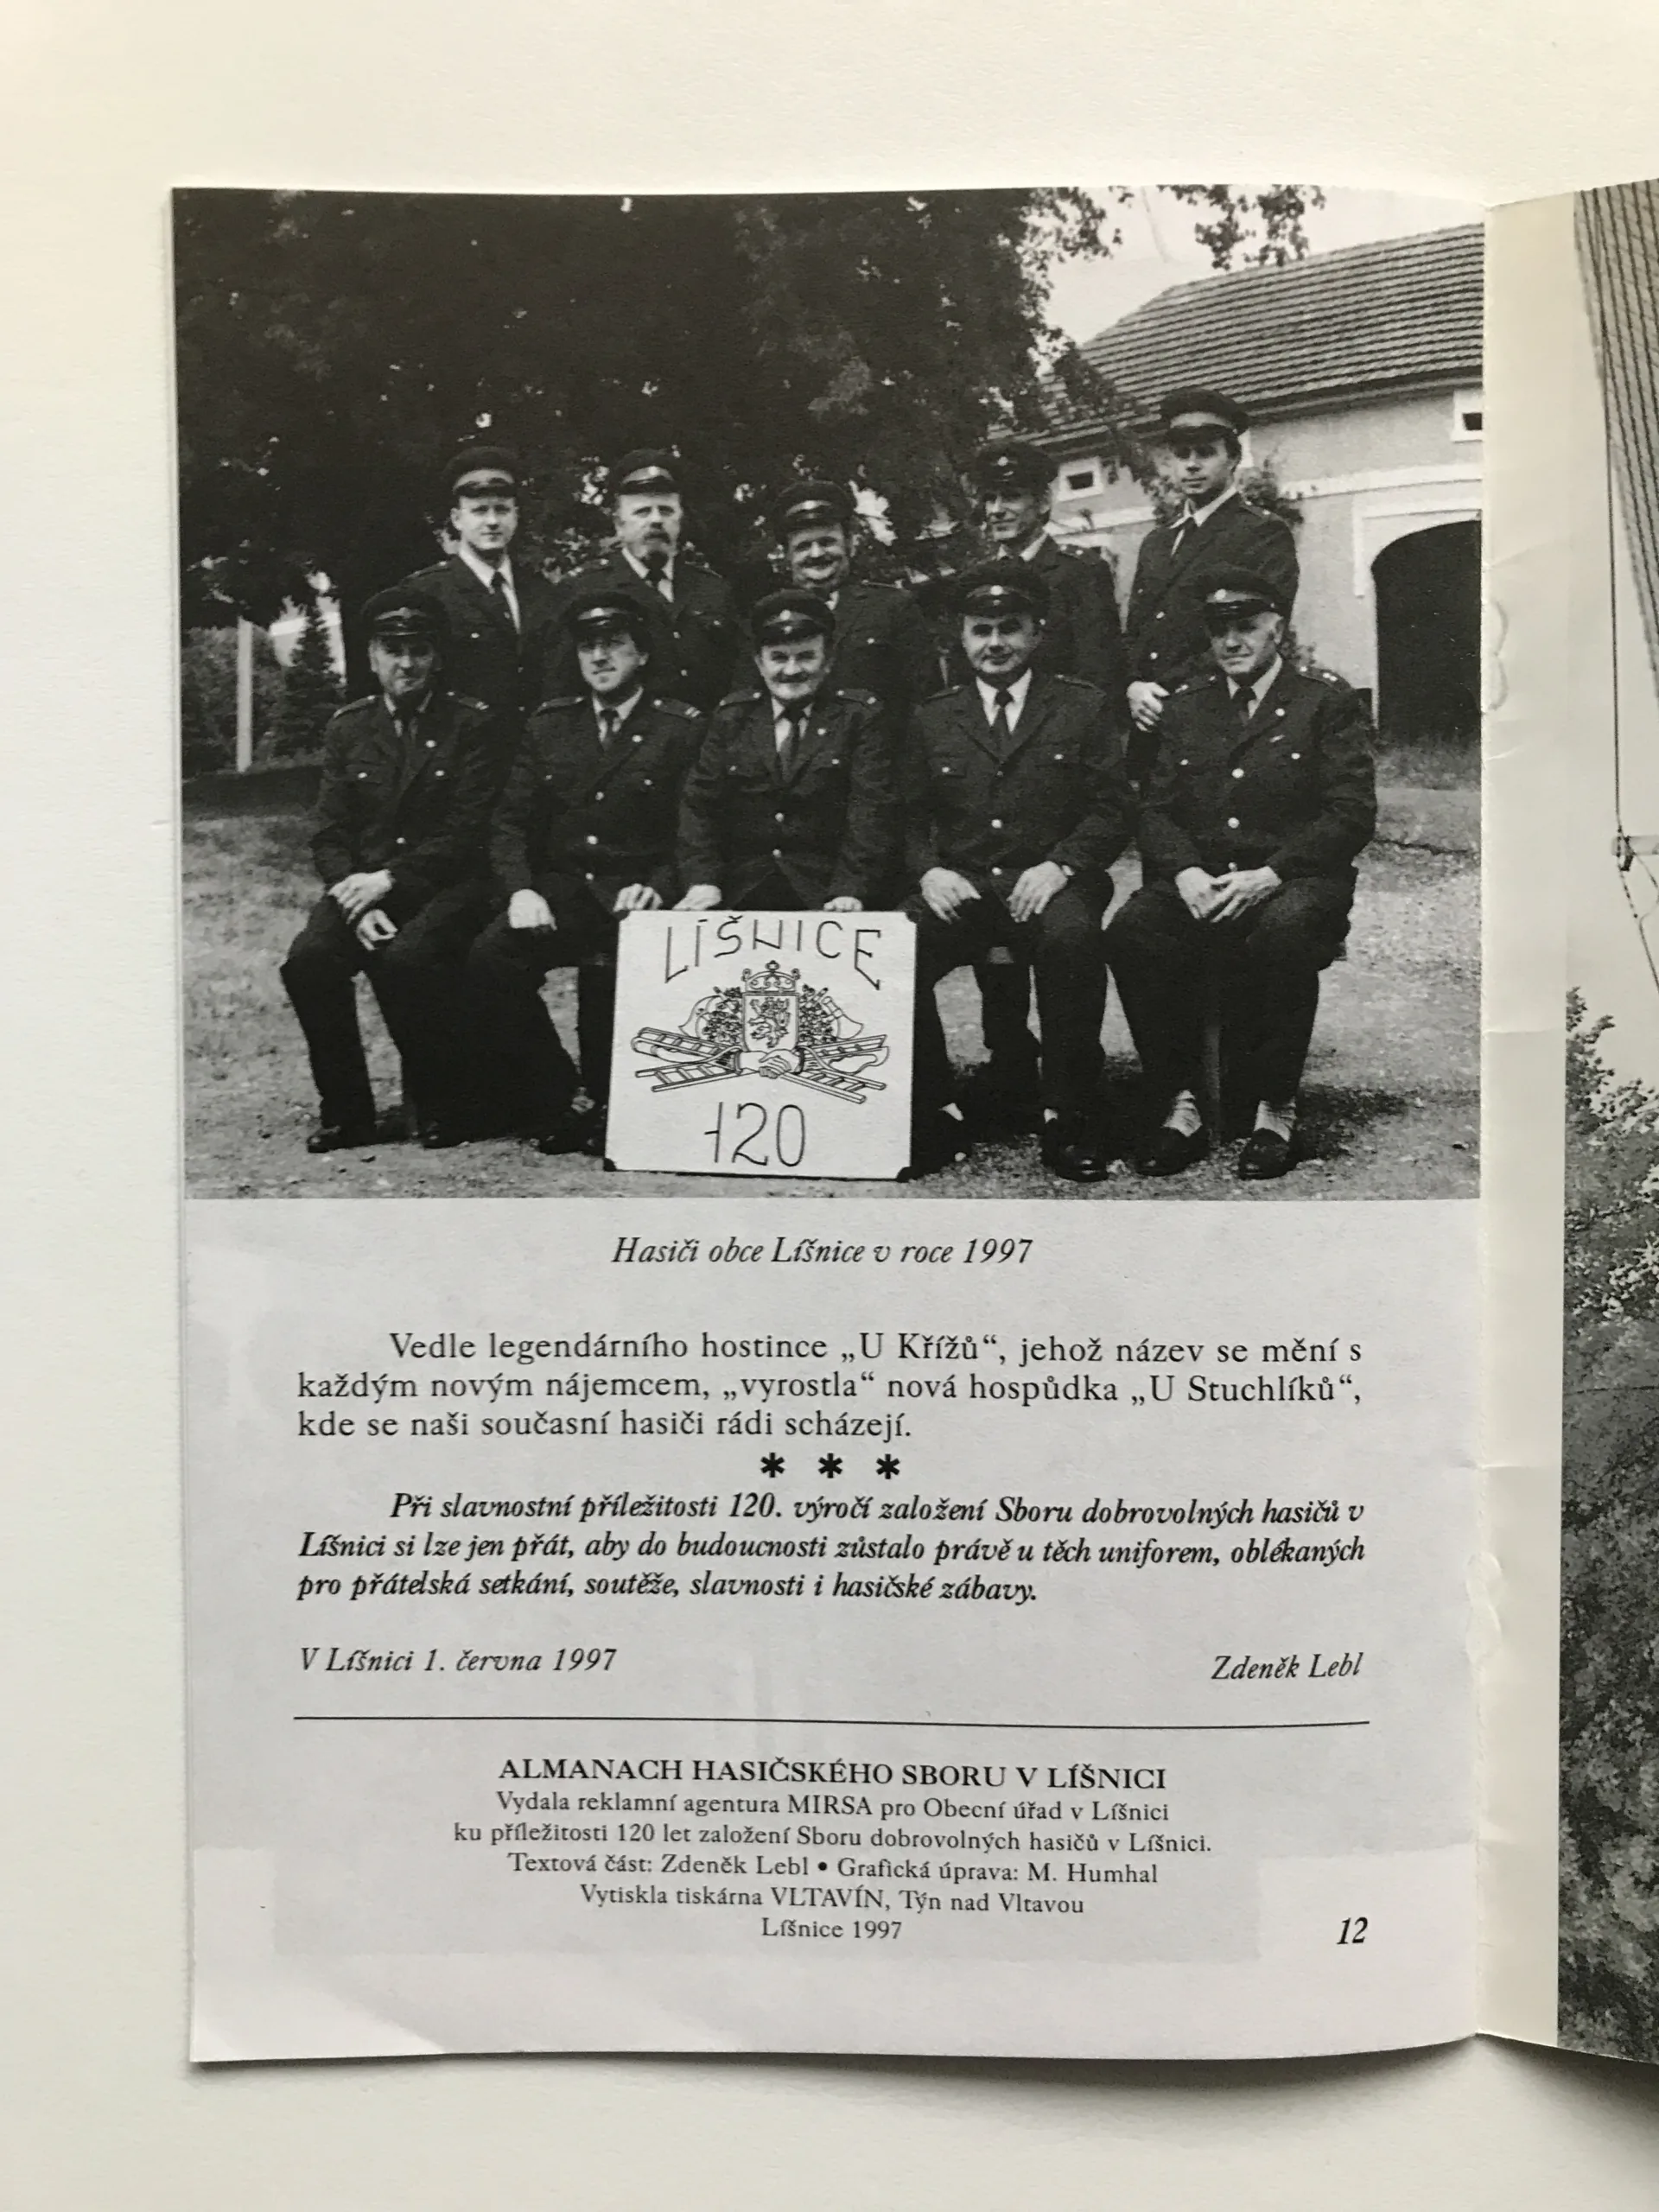 LÍŠNICE
120
Hasiči obce Líšnice v roce 1997
Vedle legendárního hostince „U Křížů“, jehož název se mění s
každým novým nájemcem, „vyrostla“ nová hospůdka „U Stuchlíků“,
kde se naši současní hasiči rádi scházejí.
* * *
Při slavnostní příležitosti 120. výročí založení Sboru dobrovolných hasičů v
Líšnici si lze jen přát, aby do budoucnosti zůstalo právě u těch uniforem, oblékaných
pro přátelská setkání, soutěže, slavnosti i hasičské zábavy.
V Líšnici 1. června 1997 Zdeněk Lebl
ALMANACH HASIČSKÉHO SBORU V LÍŠNICI
Vydala reklamní agentura MIRSA pro Obecní úřad v Líšnici
ku příležitosti 120 let založení Sboru dobrovolných hasičů v Líšnici.
Textová část: Zdeněk Lebl • Grafická úprava: M. Humhal
Vytiskla tiskárna VLTAVÍN, Týn nad Vltavou
Líšnice 1997
12